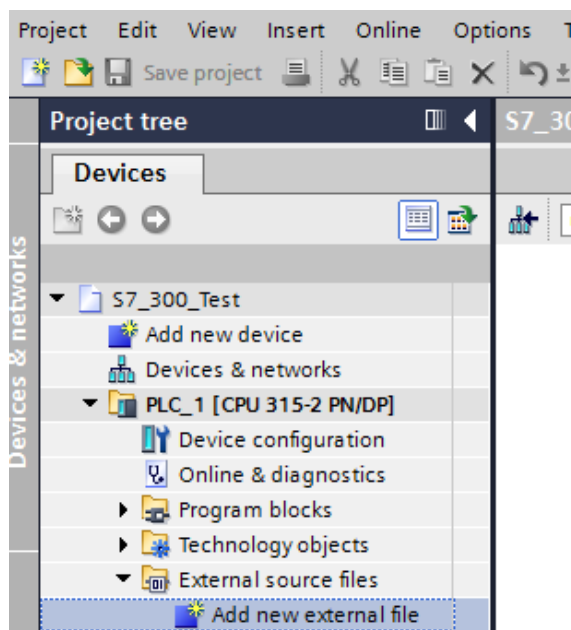 Project Edit View Insert Online Options
Save project
Project tree
Devices
Devices & networks
S7_300_Test
Add new device
Devices & networks
PLC_1 [CPU 315-2 PN/DP]
Device configuration
Online & diagnostics
Program blocks
Technology objects
External source files
Add new external file